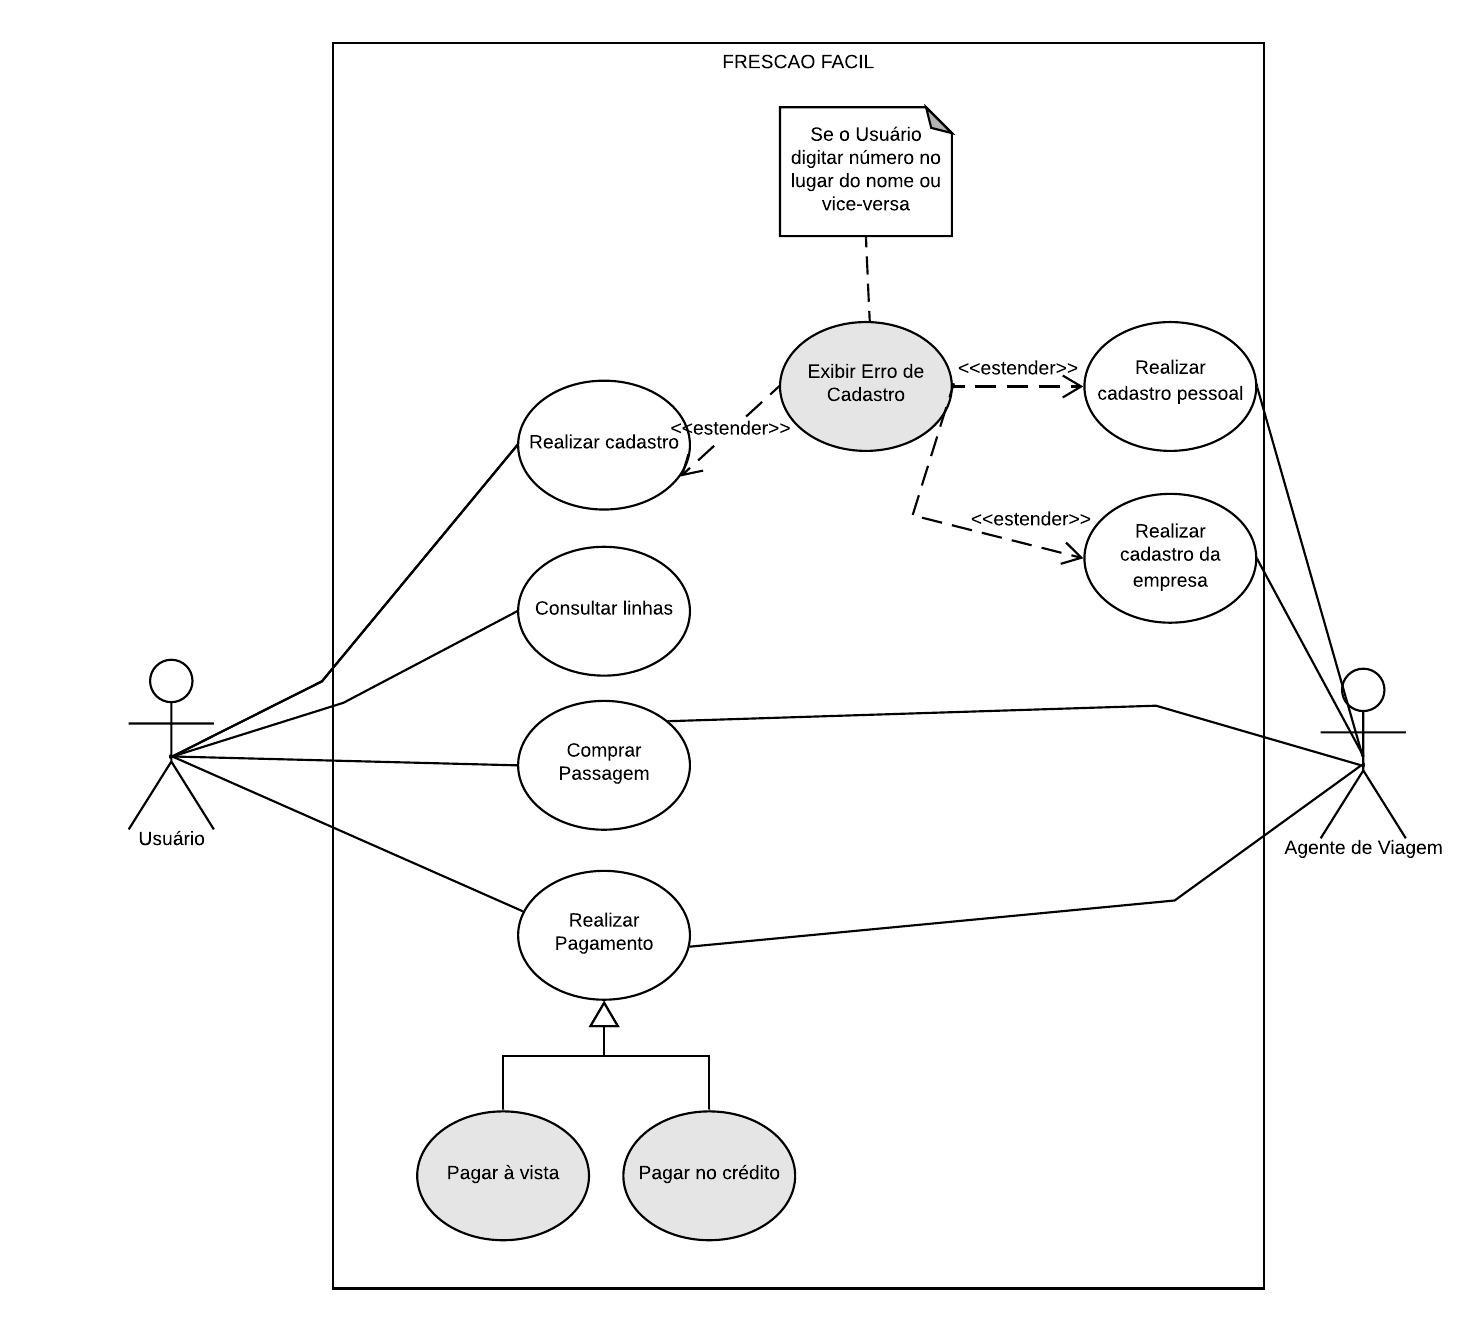 FRESCAO FACIL
Se o Usuário
digitar número no
lugar do nome ou
vice-versa
Exibir Erro de
Cadastro
<<estender>>
Realizar
cadastro pessoal
Realizar cadastro
<<estender>>
<<estender>>
Realizar
cadastro da
empresa
Consultar linhas
Comprar
Passagem
Usuário
Agente de Viagem
Realizar
Pagamento
Pagar à vista
Pagar no crédito